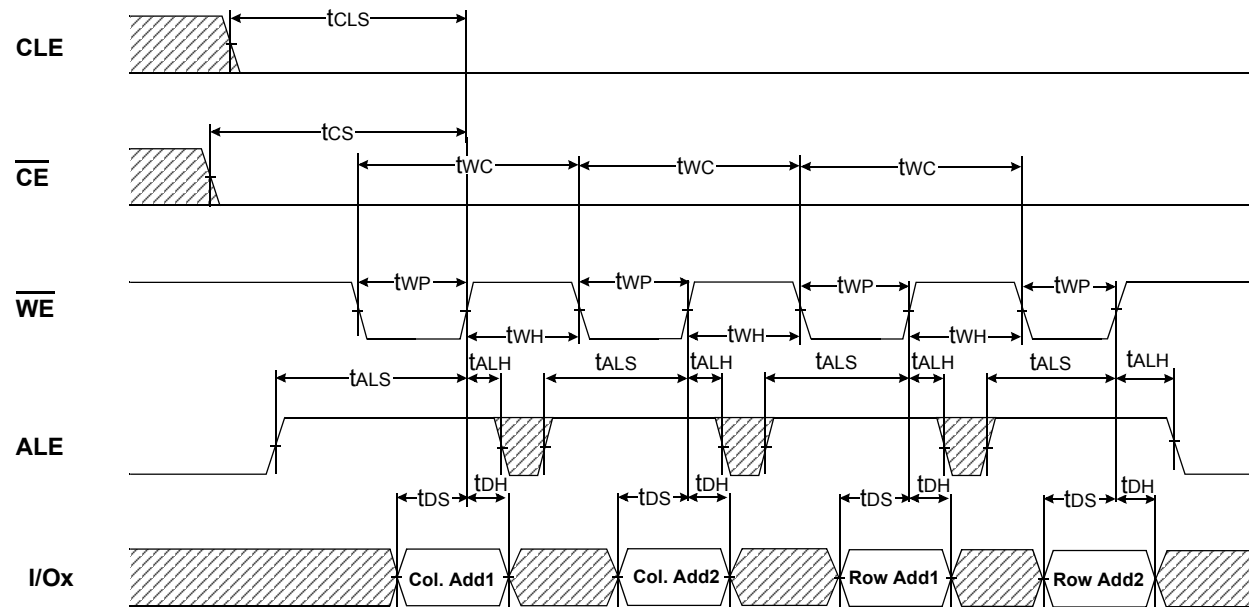 CLE
tCLS
CE
tCS
tWC tWC tWC
WE
tWP tWP tWP tWP
tWH tWH tWH
tALS tALH tALS tALH tALS tALH tALS tALH
ALE
tDS tDH tDS tDH tDS tDH tDS tDH
I/Ox
Col. Add1 Col. Add2 Row Add1 Row Add2